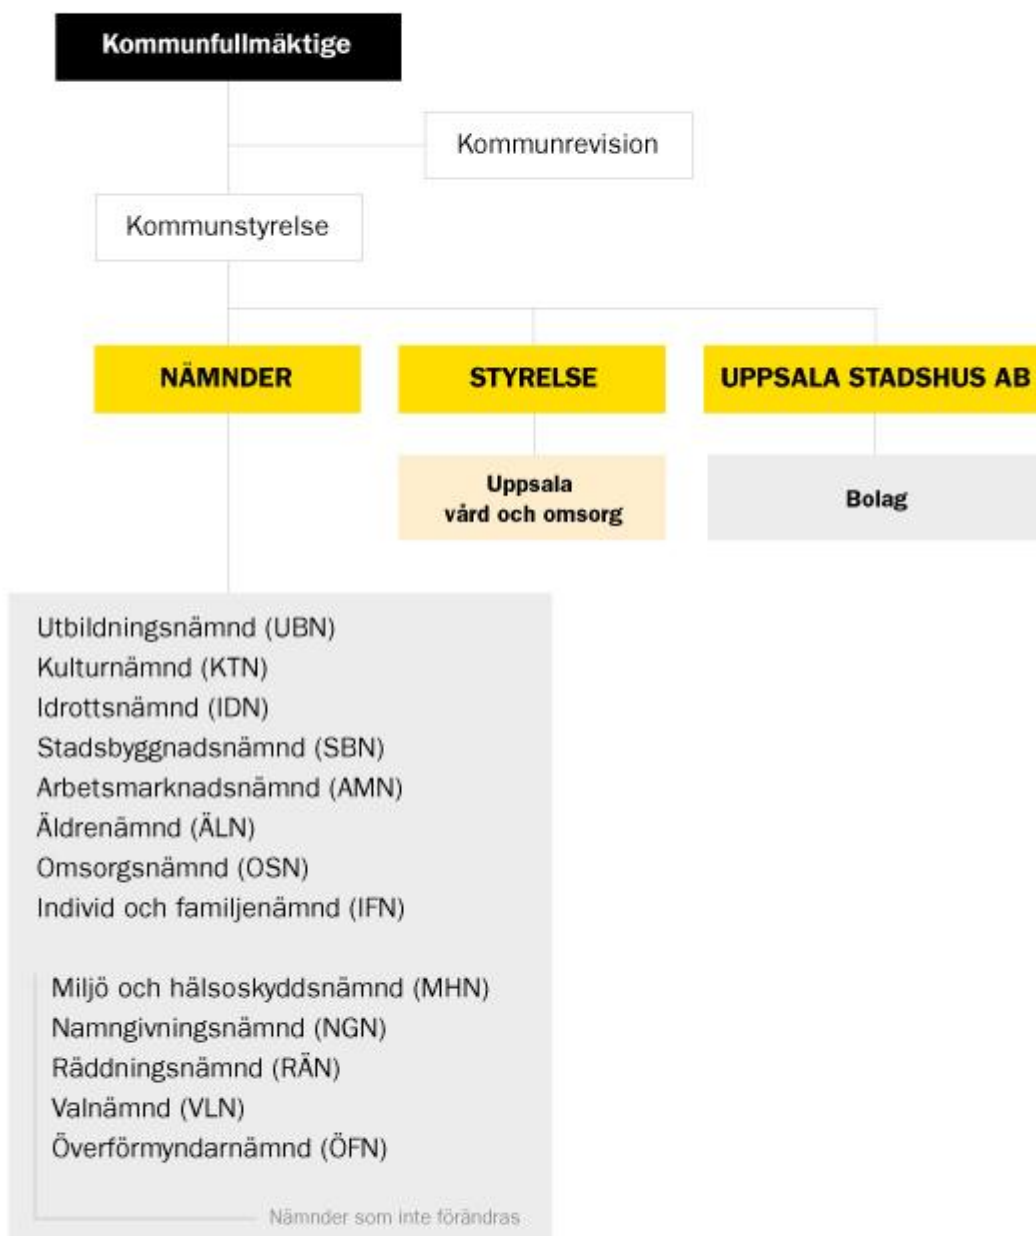 Kommunfullmäktige
Kommunrevision
Kommunstyrelse
NÄMNDER
STYRELSE
UPPSALA STADSHUS AB
Uppsala
vård och omsorg
Bolag
Utbildningsnämnd (UBN)
Kulturnämnd (KTN)
Idrottsnämnd (IDN)
Stadsbyggnadsnämnd (SBN)
Arbetsmarknadsnämnd (AMN)
Äldrenämnd (ÄLN)
Omsorgsnämnd (OSN)
Individ och familjenämnd (IFN)
Miljö och hälsoskyddsnämnd (MHN)
Namngivningsnämnd (NGN)
Räddningsnämnd (RÄN)
Valnämnd (VLN)
Överförmyndarnämnd (ÖFN)
Nämnder som inte förändras